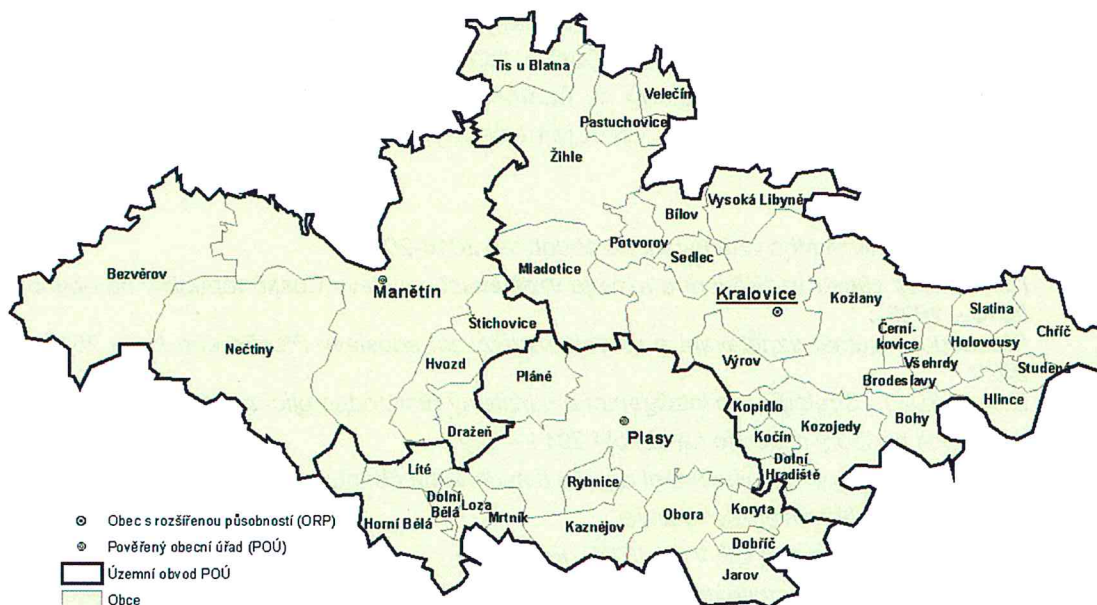 Tis u Blatna
Velečín
Pastuchovice
Žihle
Vysoká Libyně
Bílov
Potvorov
Sedlec
Bezvěrov
Mladotice
Manětín
Kralovice
Kožlany
Slatina
Chříč
Štichovice
Černí-
kovice
Holovousy
Nečtiny
Hvozd
Výrov
Všehrdy
Studená
Pláné
Brodeslavy
Hlince
Kopidlo
Kozojedy
Bohy
Dražeň
Plasy
Kočín
Dolní
Hradiště
Líté
Rybnice
Dolní
Bělá
Loza
Mrtník
Koryta
Obora
Horní Bělá
Kaznějov
Dobříč
Jarov
Obec s rozšířenou působností (ORP)
Pověřený obecní úřad (POÚ)
Územní obvod POÚ
Obce